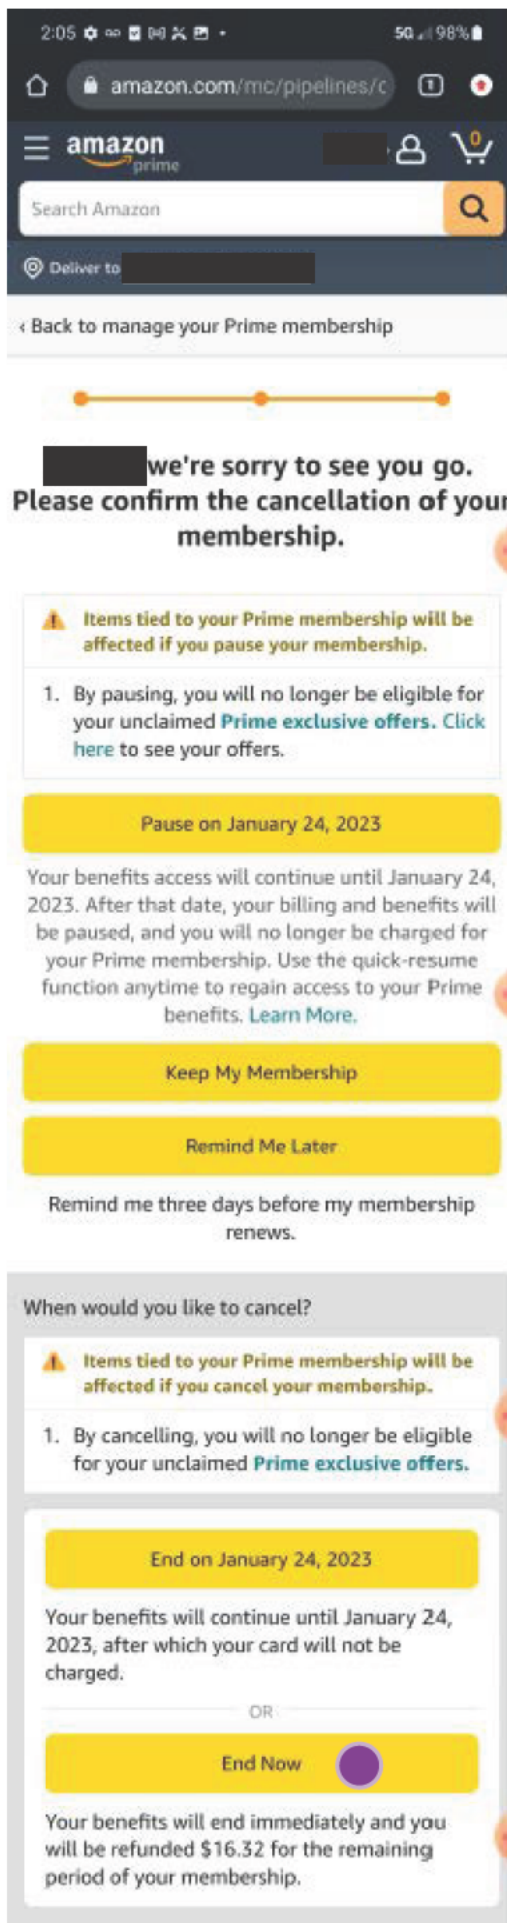 2:05
5G 98%
amazon.com/mc/pipelines/c
1
amazon
prime
0
Search Amazon
Deliver to
‹ Back to manage your Prime membership
we're sorry to see you go.
Please confirm the cancellation of your
membership.
Items tied to your Prime membership will be
affected if you pause your membership.
1. By pausing, you will no longer be eligible for
your unclaimed Prime exclusive offers. Click
here to see your offers.
Pause on January 24, 2023
Your benefits access will continue until January 24,
2023. After that date, your billing and benefits will
be paused, and you will no longer be charged for
your Prime membership. Use the quick-resume
function anytime to regain access to your Prime
benefits. Learn More.
Keep My Membership
Remind Me Later
Remind me three days before my membership
renews.
When would you like to cancel?
Items tied to your Prime membership will be
affected if you cancel your membership.
1. By cancelling, you will no longer be eligible
for your unclaimed Prime exclusive offers.
End on January 24, 2023
Your benefits will continue until January 24,
2023, after which your card will not be
charged.
OR
End Now
Your benefits will end immediately and you
will be refunded $16.32 for the remaining
period of your membership.